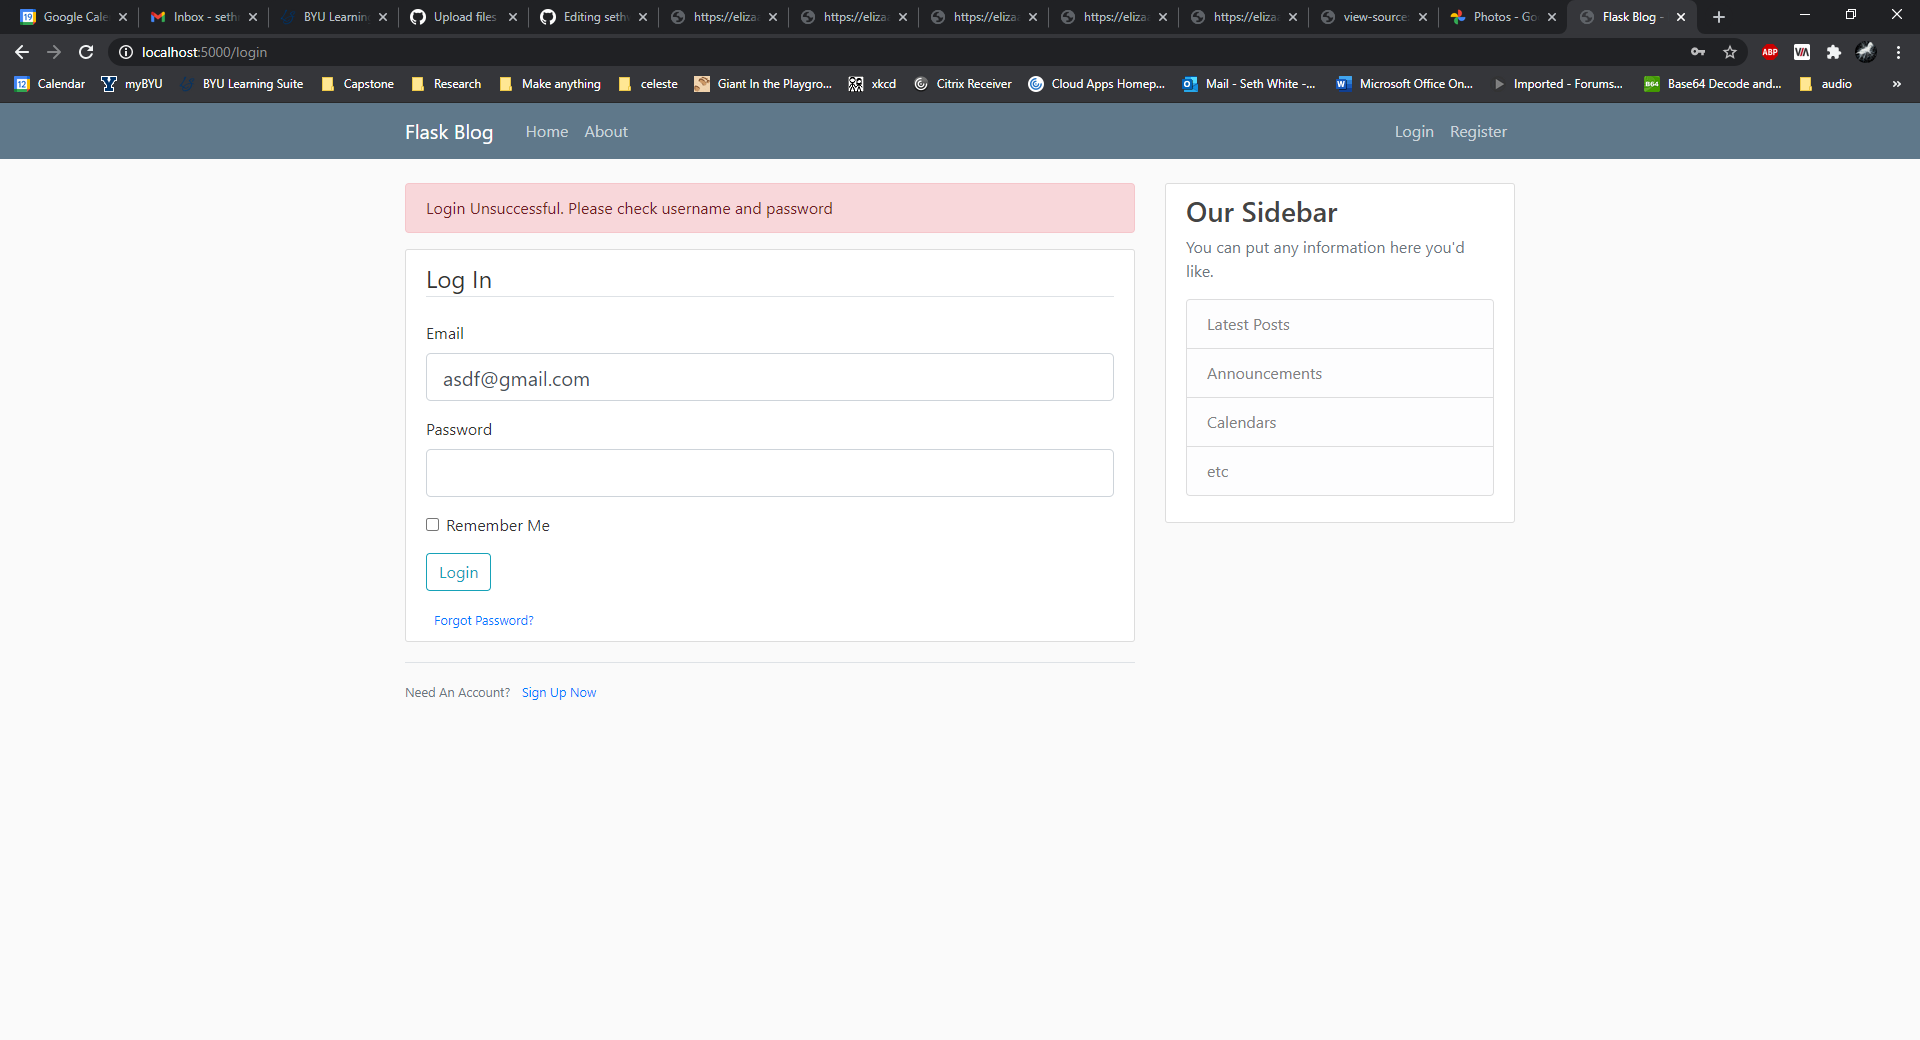 Google Cale
Inbox - seth
BYU Learning
Upload files
Editing seth
https://eliza
https://eliza
https://eliza
https://eliza
https://eliza
view-source:
Photos - Go
Flask Blog -
localhost:5000/login
ABP
Calendar
myBYU
BYU Learning Suite
Capstone
Research
Make anything
celeste
Giant In the Playgro...
xkcd
Citrix Receiver
Cloud Apps Homep...
Mail - Seth White -...
Microsoft Office On...
Imported - Forums...
Base64 Decode and...
audio
»
Flask Blog
Home
About
Login
Register
Login Unsuccessful. Please check username and password
Log In
Email
asdf@gmail.com
Password
Remember Me
Login
Forgot Password?
Need An Account? Sign Up Now
Our Sidebar
You can put any information here you'd
like.
Latest Posts
Announcements
Calendars
etc